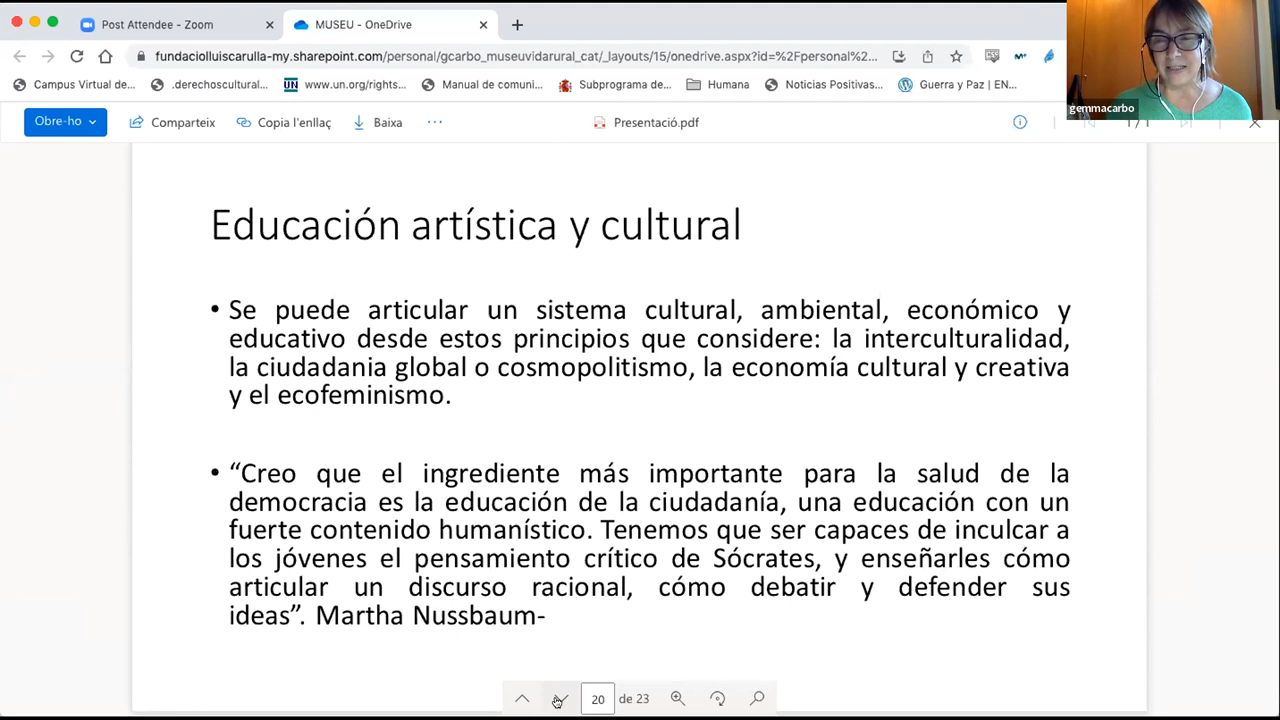 Post Attendee - Zoom
MUSEU - OneDrive
fundaciolluiscarulla-my.sharepoint.com/personal/gcarbo_museuvidarural_cat/_layouts/15/onedrive.aspx?id=%2Fpersonal%2...
Campus Virtual de...
.derechoscultural...
UN www.un.org/rights...
Manual de comuni...
Subprograma de...
Humana
Noticias Positivas...
Guerra y Paz | EN...
gemmacarbo
Obre-ho
Comparteix
Copia l'enllaç
Baixa
Presentació.pdf
Educación artística y cultural
• Se puede articular un sistema cultural, ambiental, económico y
educativo desde estos principios que considere: la interculturalidad,
la ciudadania global o cosmopolitismo, la economía cultural y creativa
y el ecofeminismo.
• “Creo que el ingrediente más importante para la salud de la
democracia es la educación de la ciudadanía, una educación con un
fuerte contenido humanístico. Tenemos que ser capaces de inculcar a
los jóvenes el pensamiento crítico de Sócrates, y enseñarles cómo
articular un discurso racional, cómo debatir y defender sus
ideas”. Martha Nussbaum-
20 de 23